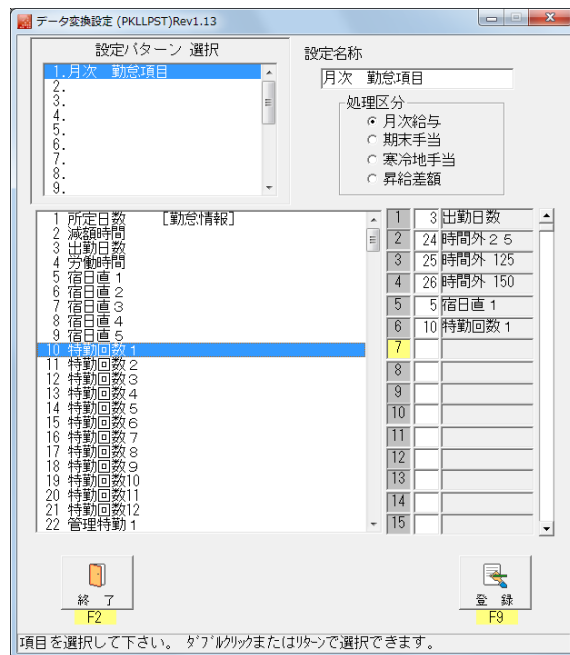 データ変換設定 (PKLLPST)Rev1.13
設定パターン 選択
1.月次 勤怠項目
2.
3.
4.
5.
6.
7.
8.
9.
設定名称
月次 勤怠項目
処理区分
月次給与
期末手当
寒冷地手当
昇給差額
1 所定日数 [勤怠情報]
2 減額時間
3 出勤日数
4 労働時間
5 宿日直1
6 宿日直2
7 宿日直3
8 宿日直4
9 宿日直5
10 特勤回数1
11 特勤回数2
12 特勤回数3
13 特勤回数4
14 特勤回数5
15 特勤回数6
16 特勤回数7
17 特勤回数8
18 特勤回数9
19 特勤回数10
20 特勤回数11
21 特勤回数12
22 管理特勤1
1 3 出勤日数
2 24 時間外25
3 25 時間外 125
4 26 時間外 150
5 5 宿日直1
6 10 特勤回数1
7
8
9
10
11
12
13
14
15
終 了
F2
登 録
F9
項目を選択して下さい。 ダブルクリックまたはリターンで選択できます。